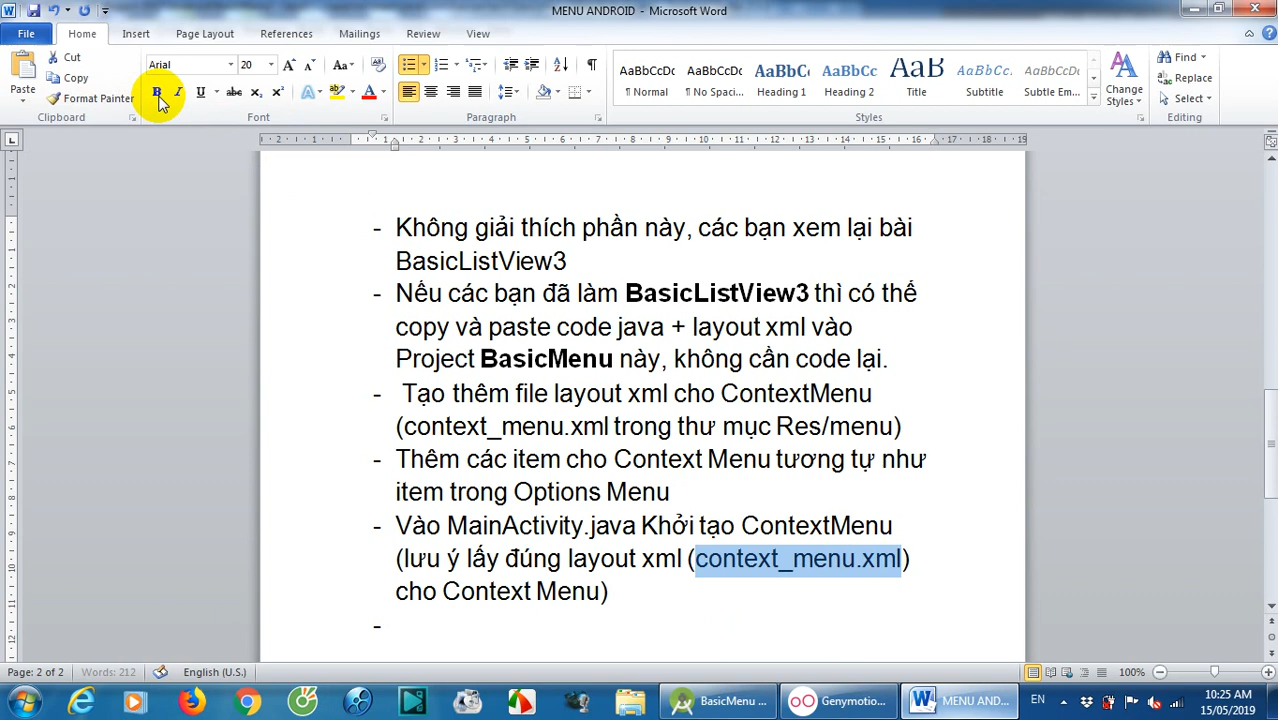 MENU ANDROID - Microsoft Word
File Home Insert Page Layout References Mailings Review View
Paste
Cut
Copy
Format Painter
Clipboard
Arial 20
Font
Paragraph
AaBbCcDc AaBbCcDc AaBbCc AaBbCc AaB AaBbCcL AaBbCcDc
¶ Normal ¶ No Spaci... Heading 1 Heading 2 Title Subtitle Subtle Em...
Styles
Change Styles
Find
Replace
Select
Editing
- Không giải thích phần này, các bạn xem lại bài
BasicListView3
- Nếu các bạn đã làm BasicListView3 thì có thể
copy và paste code java + layout xml vào
Project BasicMenu này, không cần code lại.
- Tạo thêm file layout xml cho ContextMenu
(context_menu.xml trong thư mục Res/menu)
- Thêm các item cho Context Menu tương tự như
item trong Options Menu
- Vào MainActivity.java Khởi tạo ContextMenu
(lưu ý lấy đúng layout xml (context_menu.xml)
cho Context Menu)
-
Page: 2 of 2 Words: 212 English (U.S.) 100%
BasicMenu ... Genymotio... MENU AND... EN 10:25 AM
15/05/2019